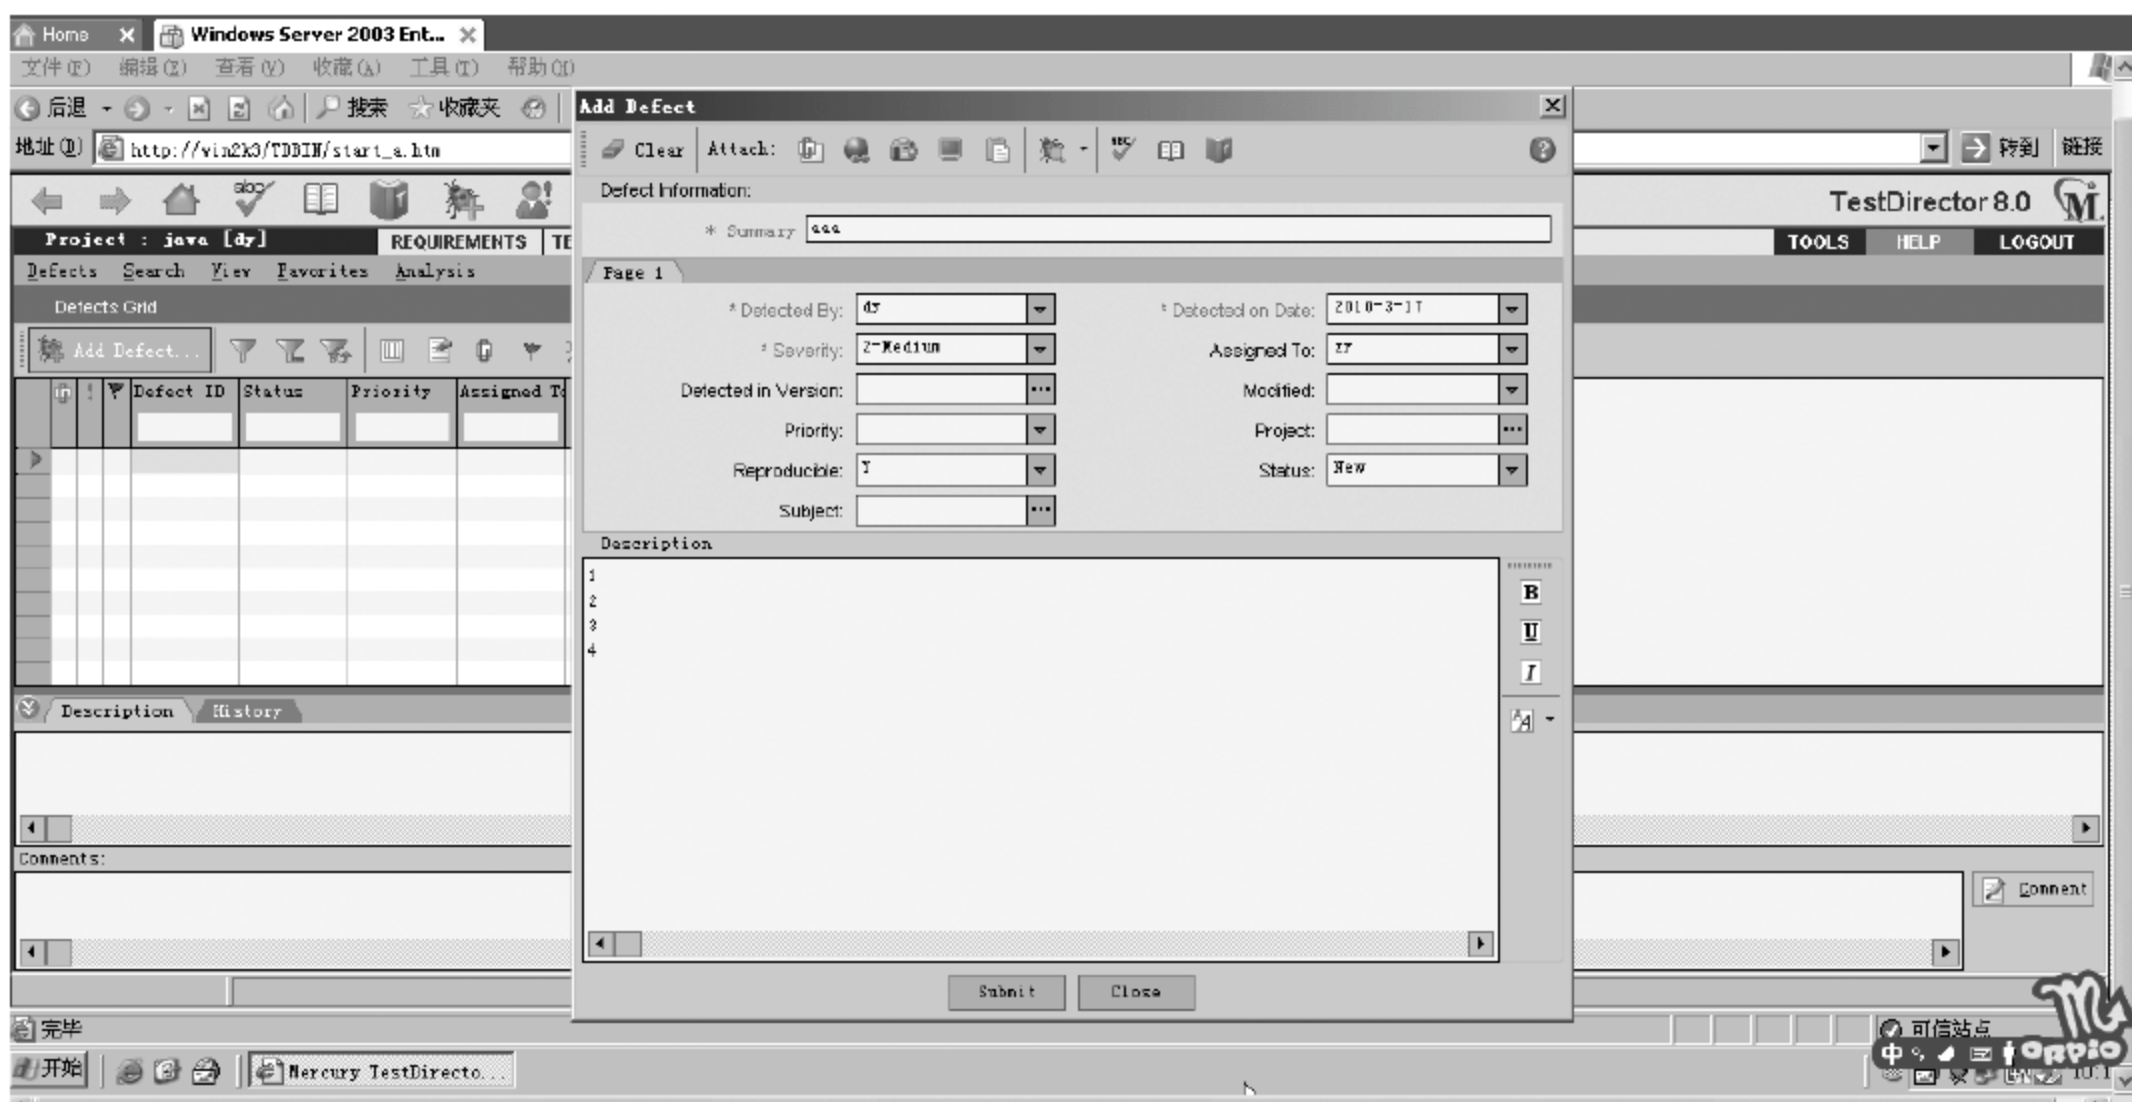 Home
Windows Server 2003 Ent...
文件(F) 编辑(E) 查看(V) 收藏(A) 工具(T) 帮助(H)
后退 搜索 收藏夹
地址(D) http://win2k3/TDBIN/start_a.htm 转到 链接
TestDirector 8.0
Project : java [dy] REQUIREMENTS TE TOOLS HELP LOGOUT
Defects Search View Favorites Analysis
Defects Grid
Add Defect...
Defect ID Status Priority Assigned To
Description History
Comments:
Comment
Add Defect
Clear Attach:
Defect Information:
* Summary aaa
Page 1
* Detected By: dy * Detected on Date: 2010-3-17
* Severity: 2-Medium Assigned To: zr
Detected in Version: Modified:
Priority: Project:
Reproducible: Y Status: New
Subject:
Description
1
2
3
4
B
U
I
Submit Close
完毕 可信站点
开始 Mercury TestDirecto... 中
ORPIO